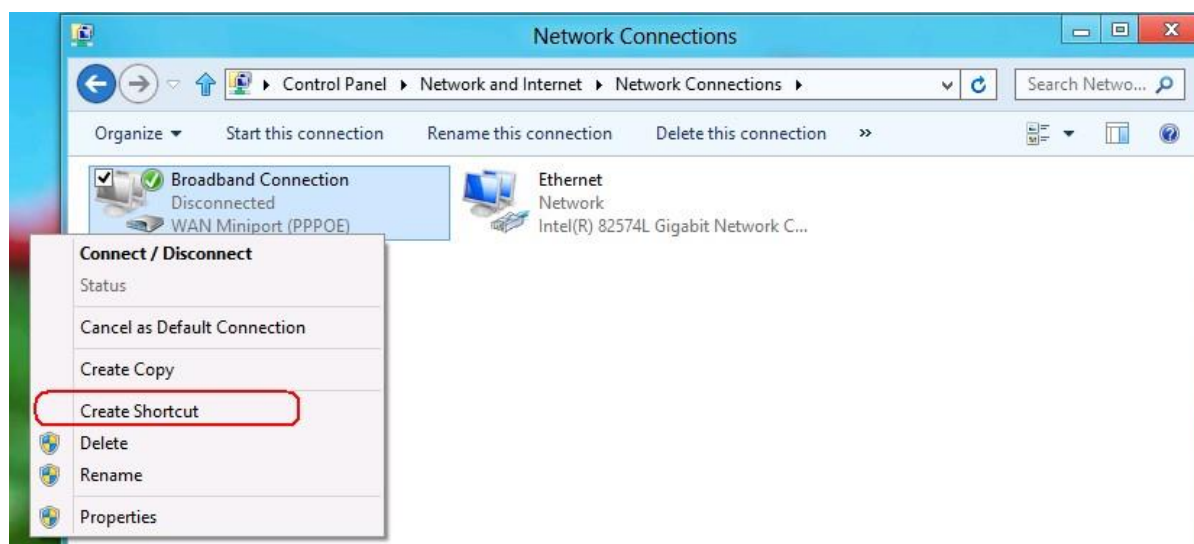 Network Connections
Control Panel Network and Internet Network Connections
Search Netwo...
Organize Start this connection Rename this connection Delete this connection »
Broadband Connection
Disconnected
WAN Miniport (PPPOE)
Ethernet
Network
Intel(R) 82574L Gigabit Network C...
Connect / Disconnect
Status
Cancel as Default Connection
Create Copy
Create Shortcut
Delete
Rename
Properties